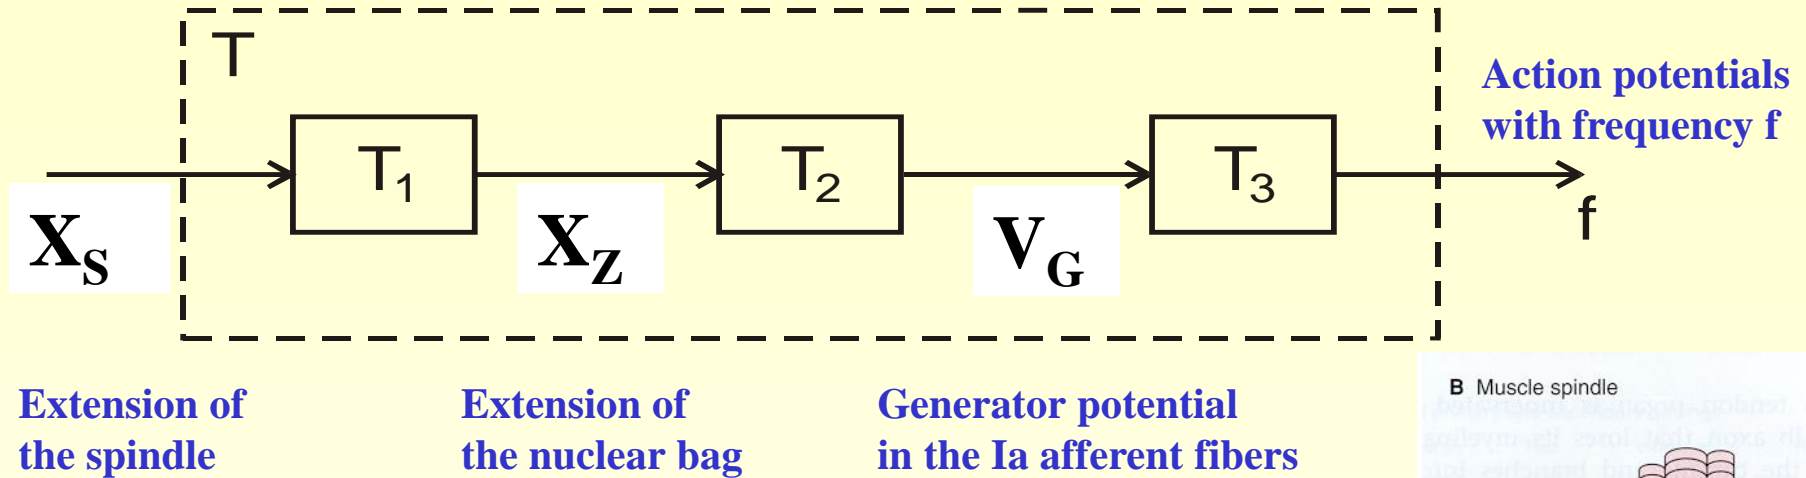 T
Action potentials
with frequency f
T1
T2
T3
XS
XZ
VG
f
Extension of
the spindle
Extension of
the nuclear bag
Generator potential
in the Ia afferent fibers
B Muscle spindle